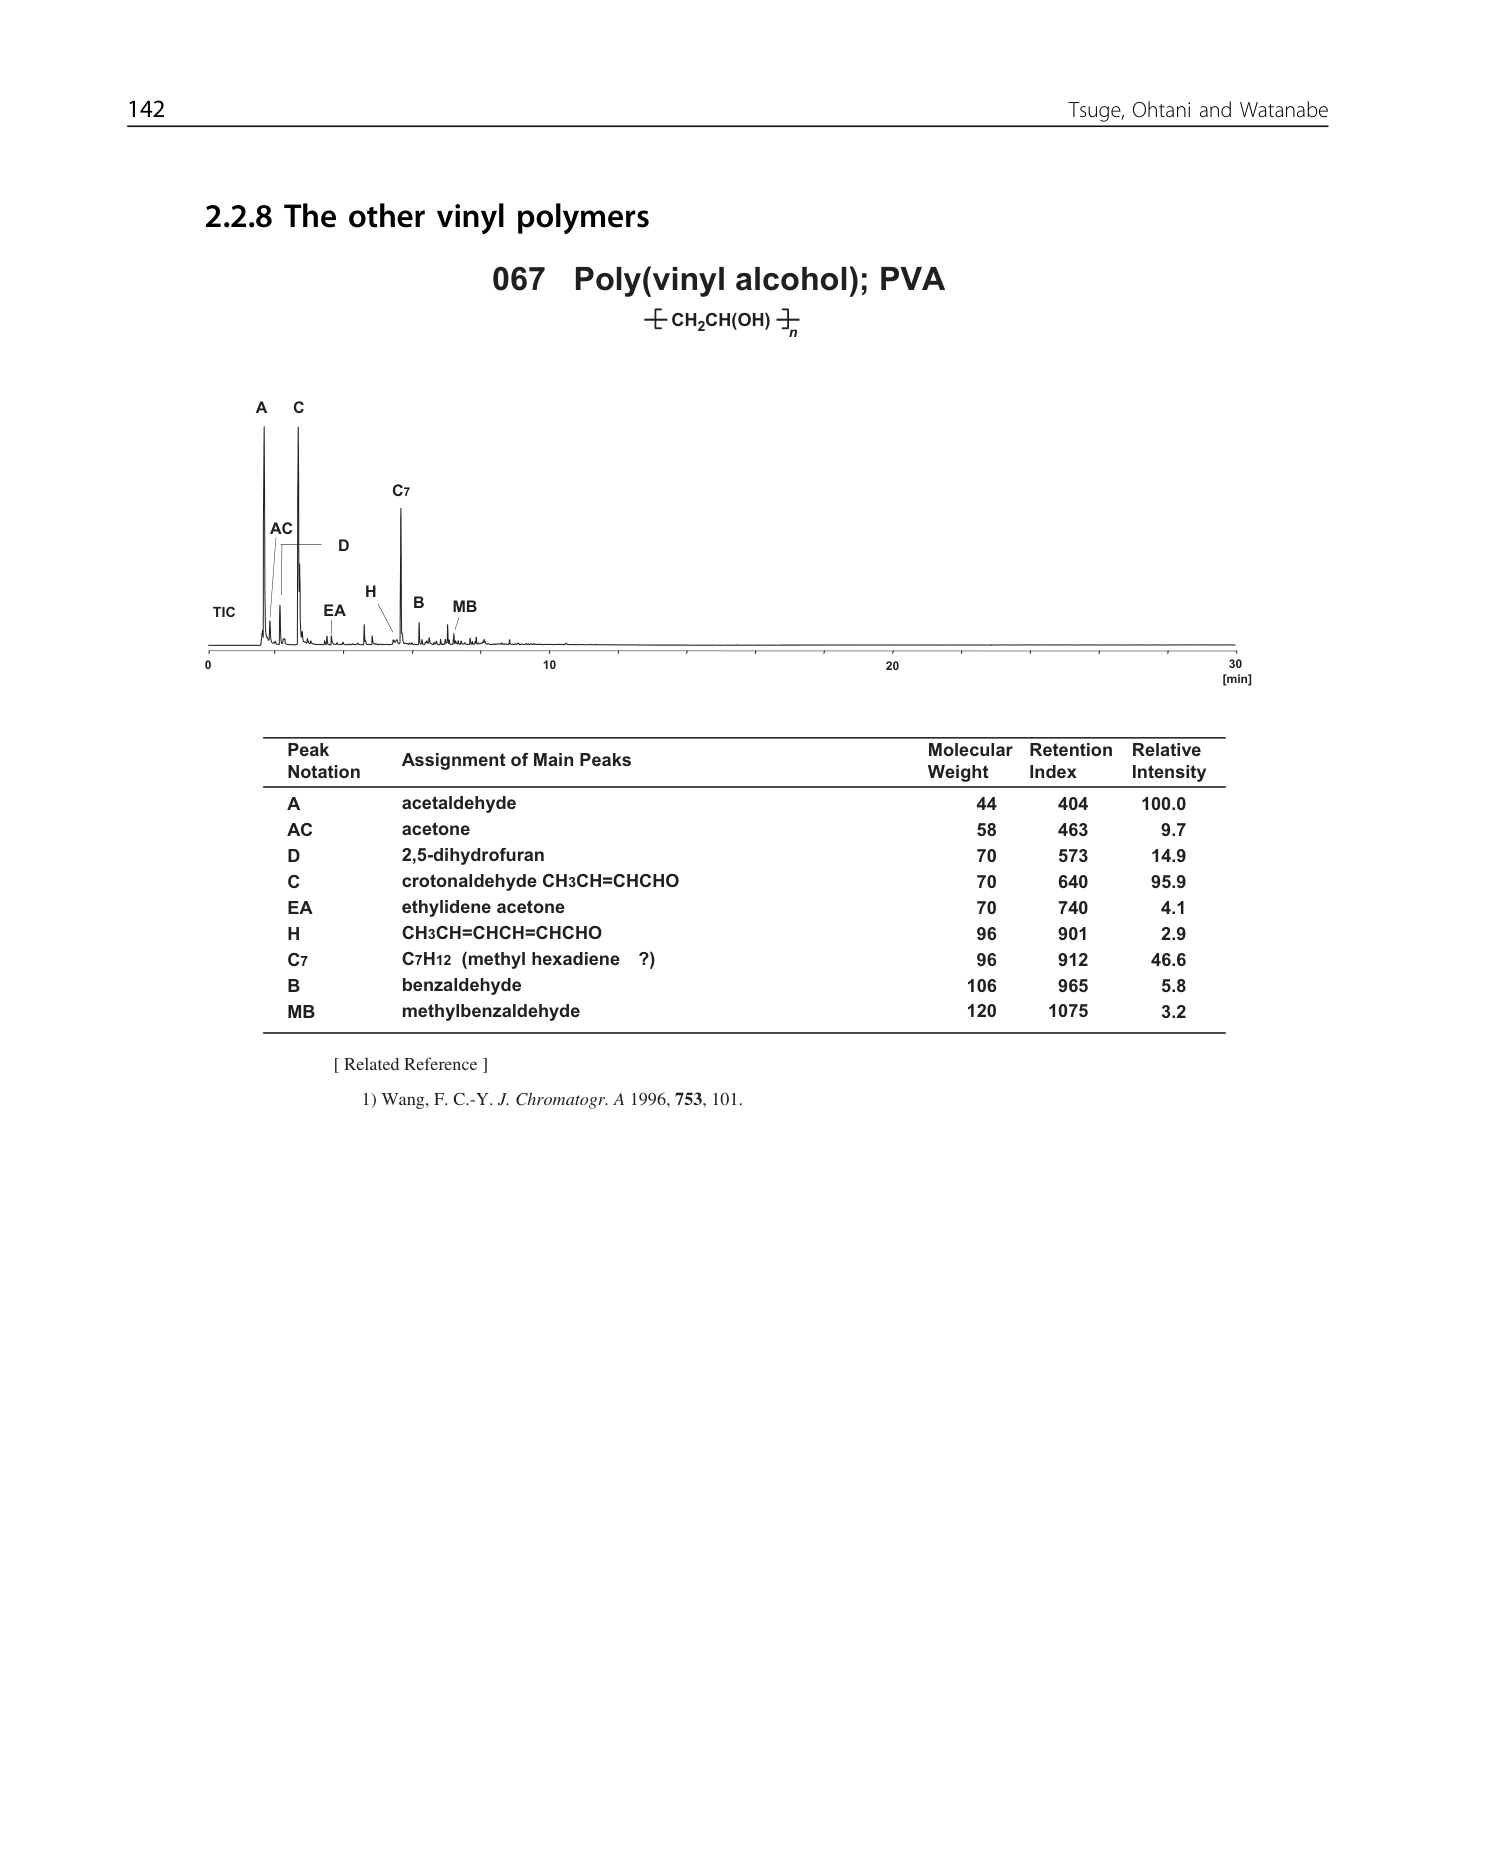 142 Tsuge, Ohtani and Watanabe
2.2.8 The other vinyl polymers
067 Poly(vinyl alcohol); PVA
[ CH2CH(OH) ]n
A C
C7
AC
D
H
B
MB
EA
TIC
0 10 20 30
[min]
Peak Notation Assignment of Main Peaks Molecular Weight Retention Index Relative Intensity
A acetaldehyde 44 404 100.0
AC acetone 58 463 9.7
D 2,5-dihydrofuran 70 573 14.9
C crotonaldehyde CH3CH=CHCHO 70 640 95.9
EA ethylidene acetone 70 740 4.1
H CH3CH=CHCH=CHCHO 96 901 2.9
C7 C7H12 (methyl hexadiene ?) 96 912 46.6
B benzaldehyde 106 965 5.8
MB methylbenzaldehyde 120 1075 3.2
[ Related Reference ]
1) Wang, F. C.-Y. J. Chromatogr. A 1996, 753, 101.